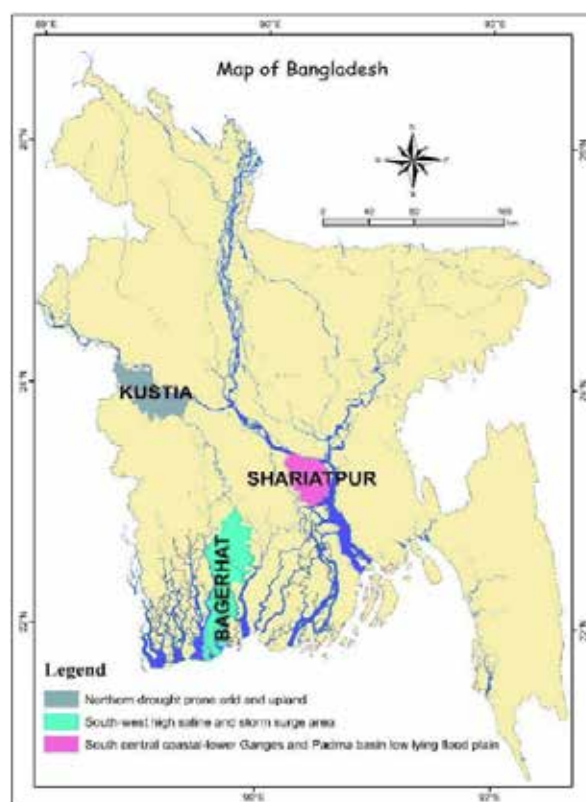 Map of Bangladesh
KUSTIA
SHARIATPUR
BAGERHAT
Legend
Northern drought prone arid and upland
South-west high saline and storm surge area
South central coastal-lower Ganges and Padma basin low lying flood plain